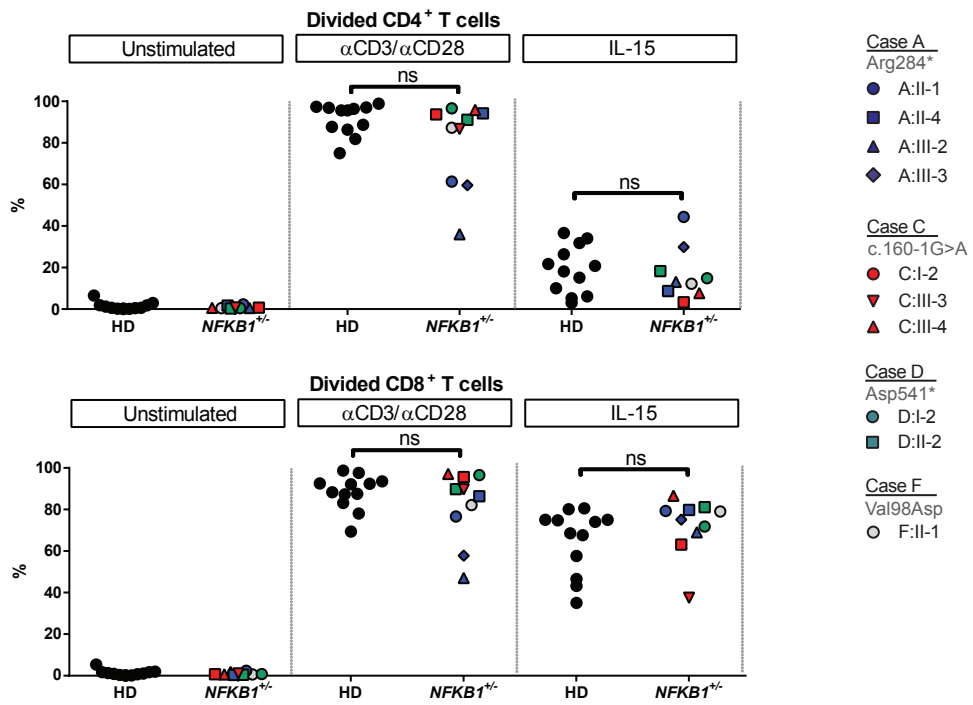 Divided CD4⁺ T cells
Unstimulated
αCD3/αCD28
IL-15
ns
ns
100
80
60
40
20
0
%
HD
NFKB1⁺/⁻
HD
NFKB1⁺/⁻
HD
NFKB1⁺/⁻
Divided CD8⁺ T cells
Unstimulated
αCD3/αCD28
IL-15
ns
ns
100
80
60
40
20
0
%
HD
NFKB1⁺/⁻
HD
NFKB1⁺/⁻
HD
NFKB1⁺/⁻
Case A
Arg284*
A:II-1
A:II-4
A:III-2
A:III-3
Case C
c.160-1G>A
C:I-2
C:III-3
C:III-4
Case D
Asp541*
D:I-2
D:II-2
Case F
Val98Asp
F:II-1